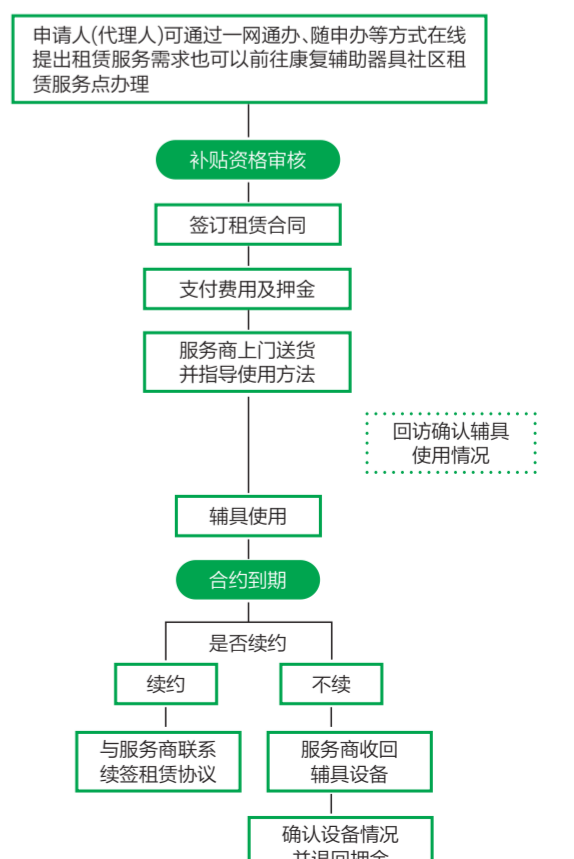 申请人(代理人)可通过一网通办、随申办等方式在线
提出租赁服务需求也可以前往康复辅助器具社区租
赁服务点办理
补贴资格审核
签订租赁合同
支付费用及押金
服务商上门送货
并指导使用方法
回访确认辅具
使用情况
辅具使用
合约到期
是否续约
续约
不续
与服务商联系
续签租赁协议
服务商收回
辅具设备
确认设备情况
并退回押金